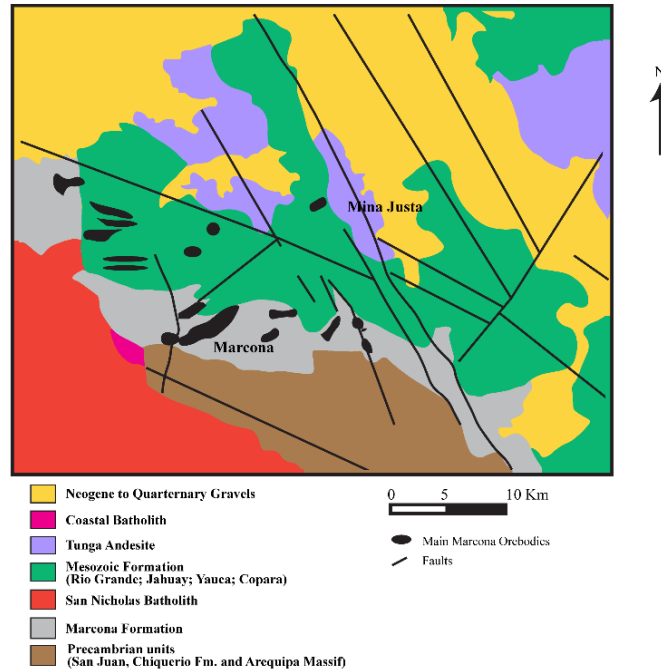 N
Mina Justa
Marcona
Neogene to Quarternary Gravels
Coastal Batholith
Tunga Andesite
Mesozoic Formation
(Rio Grande; Jahuay; Yauca; Copara)
San Nicholas Batholith
Marcona Formation
Precambrian units
(San Juan, Chiquerio Fm. and Arequipa Massif)
0 5 10 Km
Main Marcona Orebodies
Faults